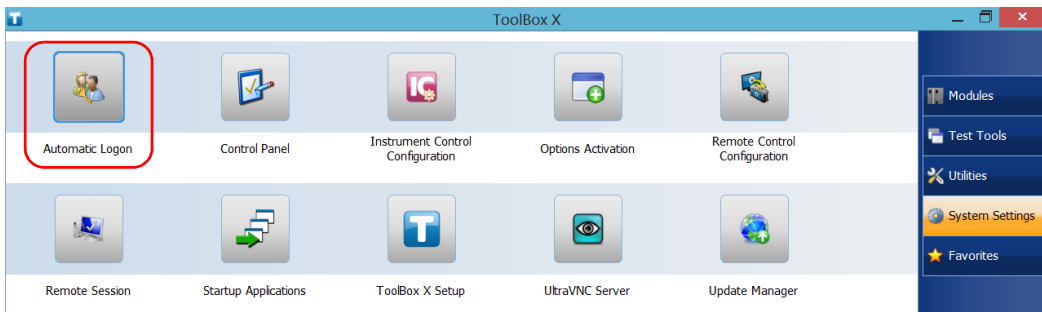 ToolBox X
Automatic Logon
Control Panel
Instrument Control
Configuration
Options Activation
Remote Control
Configuration
Remote Session
Startup Applications
ToolBox X Setup
UltraVNC Server
Update Manager
Modules
Test Tools
Utilities
System Settings
Favorites